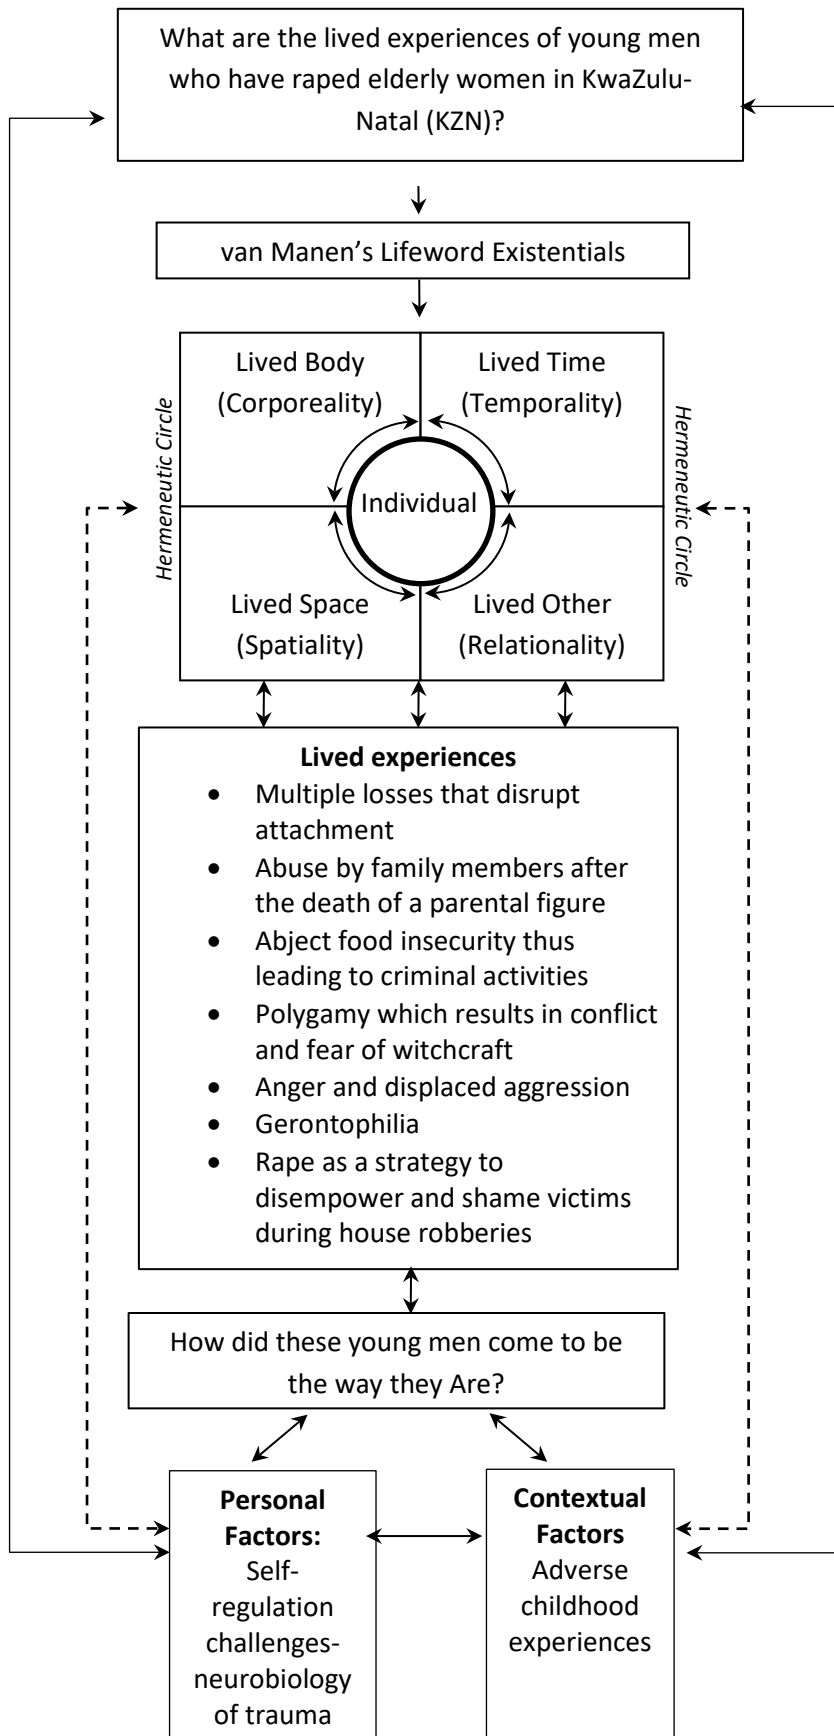 What are the lived experiences of young men
who have raped elderly women in KwaZulu-
Natal (KZN)?
van Manen’s Lifeword Existentials
Lived Body
(Corporeality)
Lived Time
(Temporality)
Hermeneutic Circle
Individual
Hermeneutic Circle
Lived Space
(Spatiality)
Lived Other
(Relationality)
Lived experiences
• Multiple losses that disrupt
attachment
• Abuse by family members after
the death of a parental figure
• Abject food insecurity thus
leading to criminal activities
• Polygamy which results in conflict
and fear of witchcraft
• Anger and displaced aggression
• Gerontophilia
• Rape as a strategy to
disempower and shame victims
during house robberies
How did these young men come to be
the way they Are?
Personal
Factors:
Self-
regulation
challenges-
neurobiology
of trauma
Contextual
Factors
Adverse
childhood
experiences